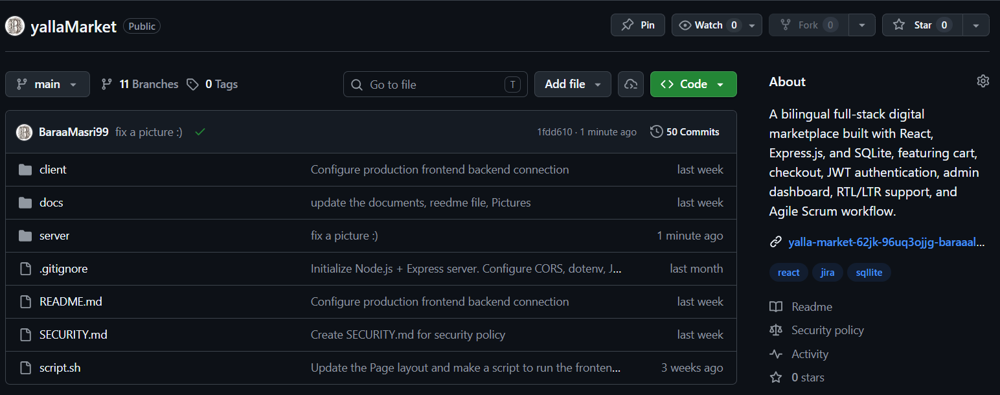 yallaMarket Public
Pin
Watch 0
Fork 0
Star 0
main
11 Branches
0 Tags
Go to file T
Add file
Code
BaraaMasri99 fix a picture :)
1fdd610 · 1 minute ago
50 Commits
client Configure production frontend backend connection last week
docs update the documents, reedme file, Pictures last week
server fix a picture :) 1 minute ago
.gitignore Initialize Node.js + Express server. Configure CORS, dotenv, J... last month
README.md Configure production frontend backend connection last week
SECURITY.md Create SECURITY.md for security policy last week
script.sh Update the Page layout and make a script to run the fronten... 3 weeks ago
About
A bilingual full-stack digital
marketplace built with React,
Express.js, and SQLite, featuring cart,
checkout, JWT authentication, admin
dashboard, RTL/LTR support, and
Agile Scrum workflow.
yalla-market-62jk-96uq3ojjg-baraaal...
react jira sqllite
Readme
Security policy
Activity
0 stars